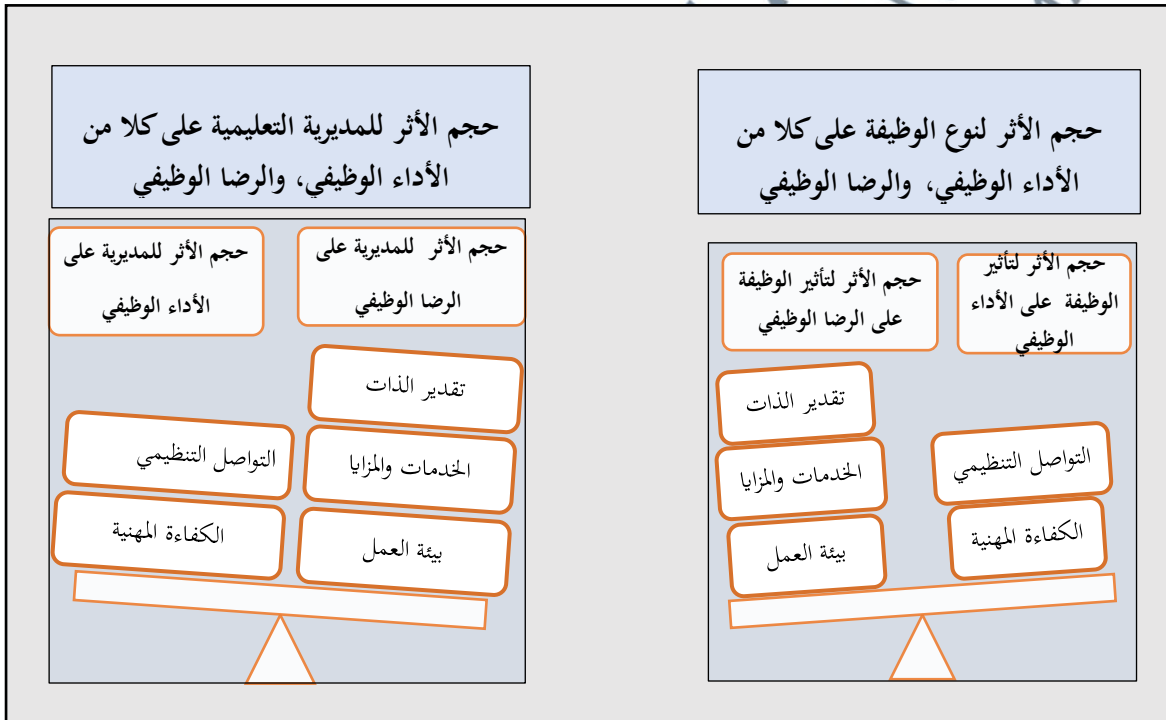 حجم الأثر لنوع الوظيفة على كلا من
الأداء الوظيفي، والرضا الوظيفي
حجم الأثر لتأثير
الوظيفة على الأداء
الوظيفي
حجم الأثر لتأثير الوظيفة
على الرضا الوظيفي
التواصل التنظيمي
الكفاءة المهنية
تقدير الذات
الخدمات والمزايا
بيئة العمل
حجم الأثر للمديرية التعليمية على كلا من
الأداء الوظيفي، والرضا الوظيفي
حجم الأثر للمديرية على
الرضا الوظيفي
حجم الأثر للمديرية على
الأداء الوظيفي
تقدير الذات
الخدمات والمزايا
بيئة العمل
التواصل التنظيمي
الكفاءة المهنية